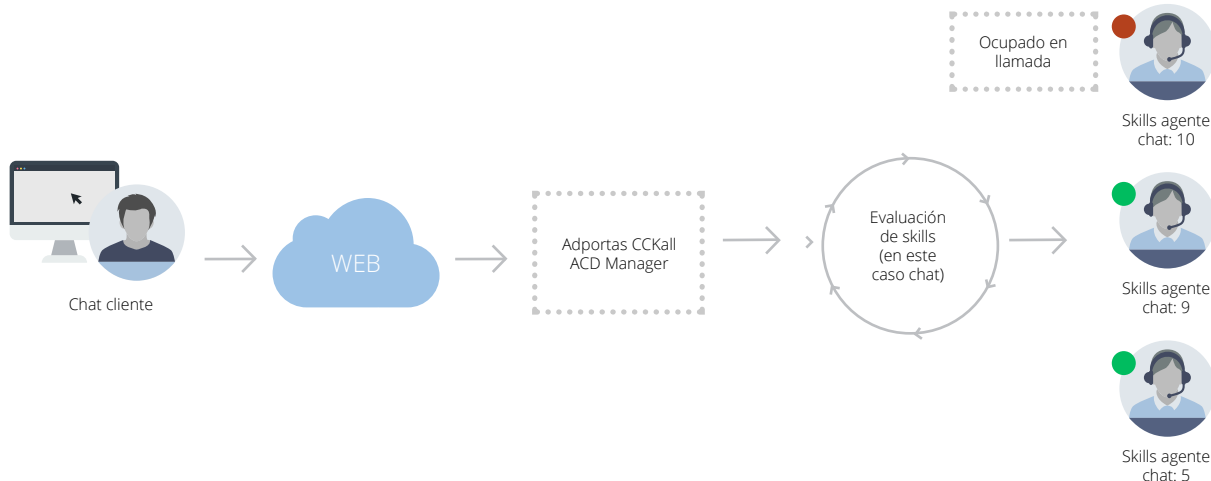 Ocupado en
llamada
Skills agente
chat: 10
Chat cliente
WEB
Adportas CCKall
ACD Manager
Evaluación
de skills
(en este
caso chat)
Skills agente
chat: 9
Skills agente
chat: 5